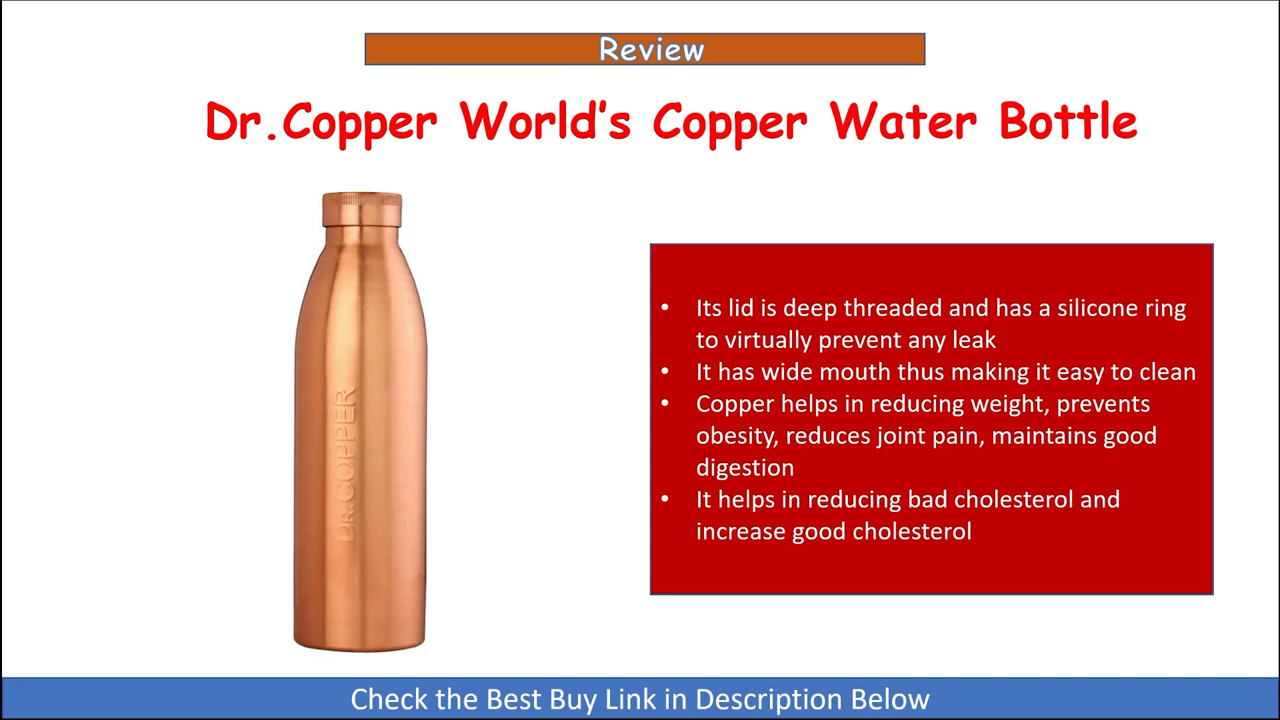 Review
Dr.Copper World's Copper Water Bottle
DR.COPPER
• Its lid is deep threaded and has a silicone ring
to virtually prevent any leak
• It has wide mouth thus making it easy to clean
• Copper helps in reducing weight, prevents
obesity, reduces joint pain, maintains good
digestion
• It helps in reducing bad cholesterol and
increase good cholesterol
Check the Best Buy Link in Description Below